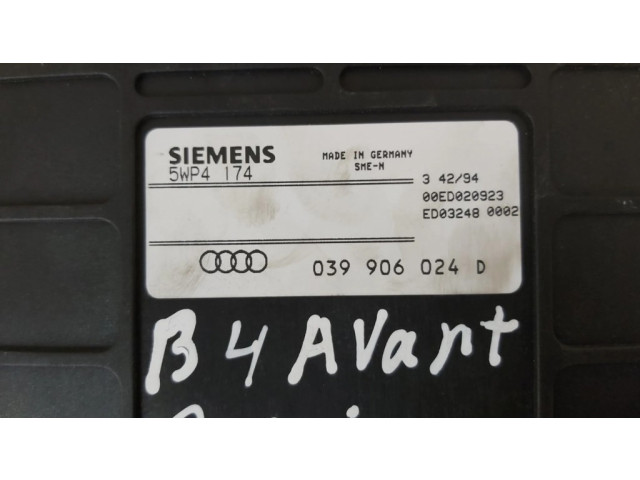 SIEMENS MADE IN GERMANY
5WP4 174 SME-M
3 42/94
00ED020923
ED03248 0002
039 906 024 D
B4 AVant